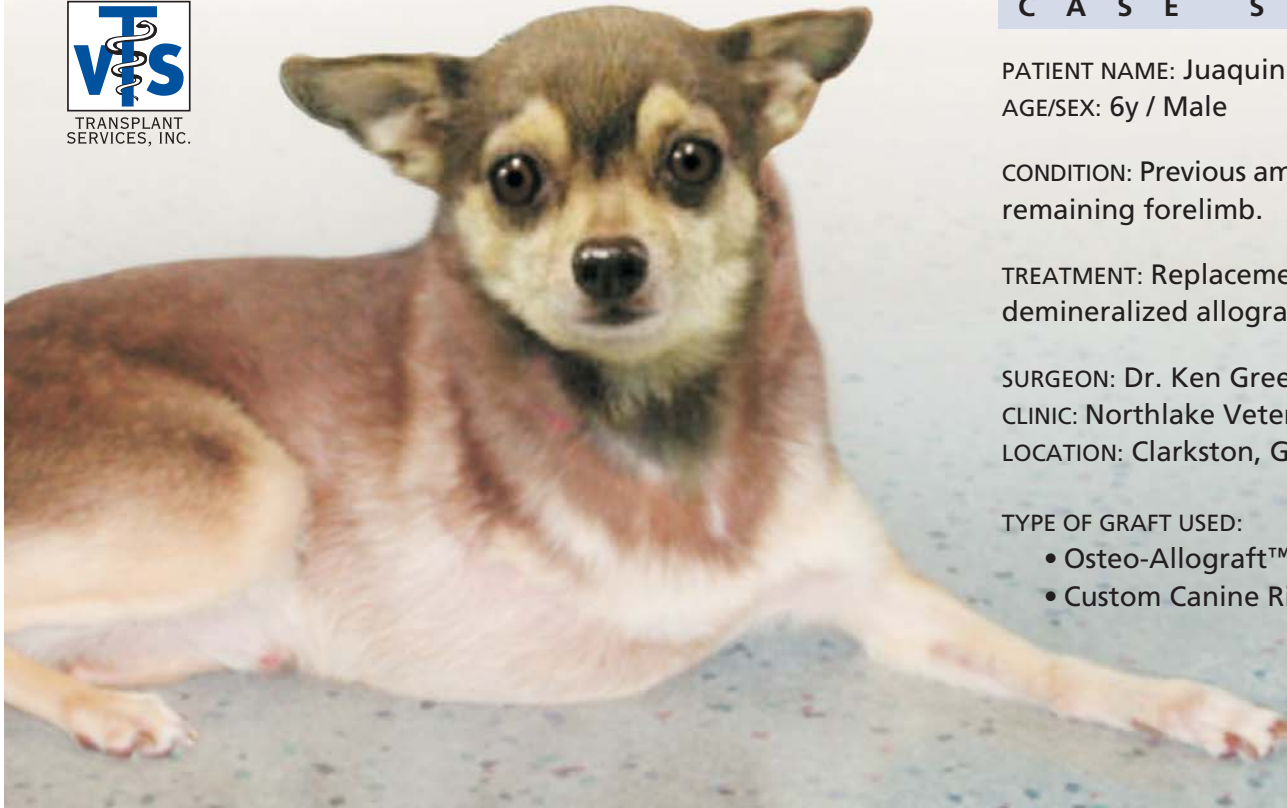 VTS
TRANSPLANT
SERVICES, INC.
C A S E S
PATIENT NAME: Juaquin
AGE/SEX: 6y / Male
CONDITION: Previous am
remaining forelimb.
TREATMENT: Replaceme
demineralized allogra
SURGEON: Dr. Ken Gree
CLINIC: Northlake Veter
LOCATION: Clarkston, G
TYPE OF GRAFT USED:
• Osteo-Allograft™
• Custom Canine Ri